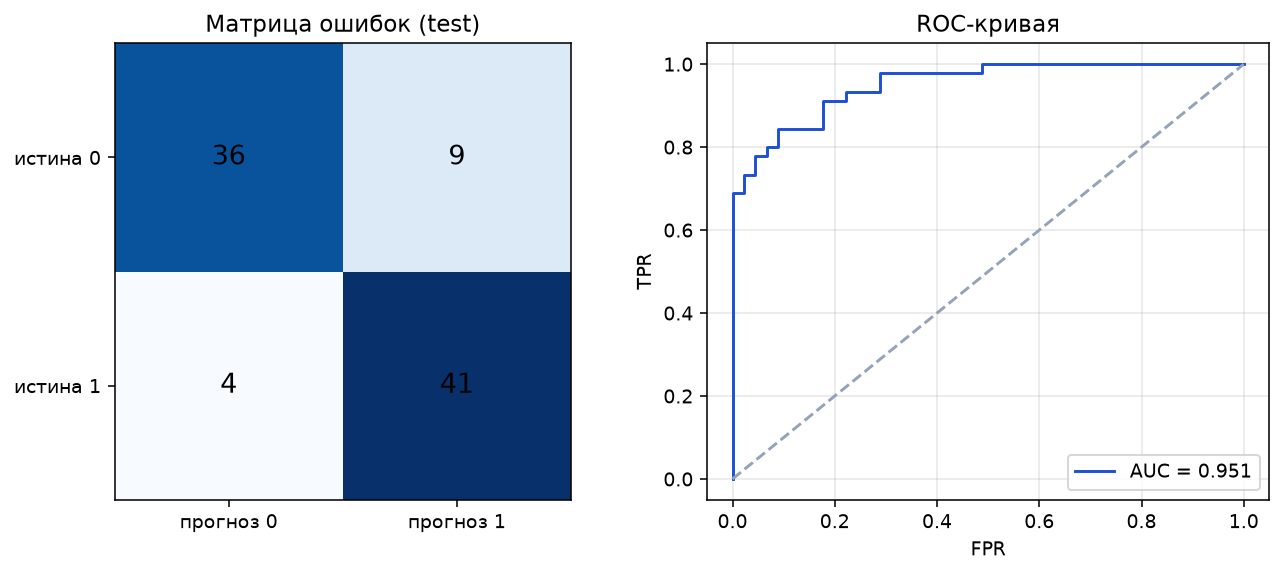 Матрица ошибок (test)
истина 0
36
9
истина 1
4
41
прогноз 0
прогноз 1
ROC-кривая
TPR
1.0
0.8
0.6
0.4
0.2
0.0
AUC = 0.951
0.0
0.2
0.4
0.6
0.8
1.0
FPR